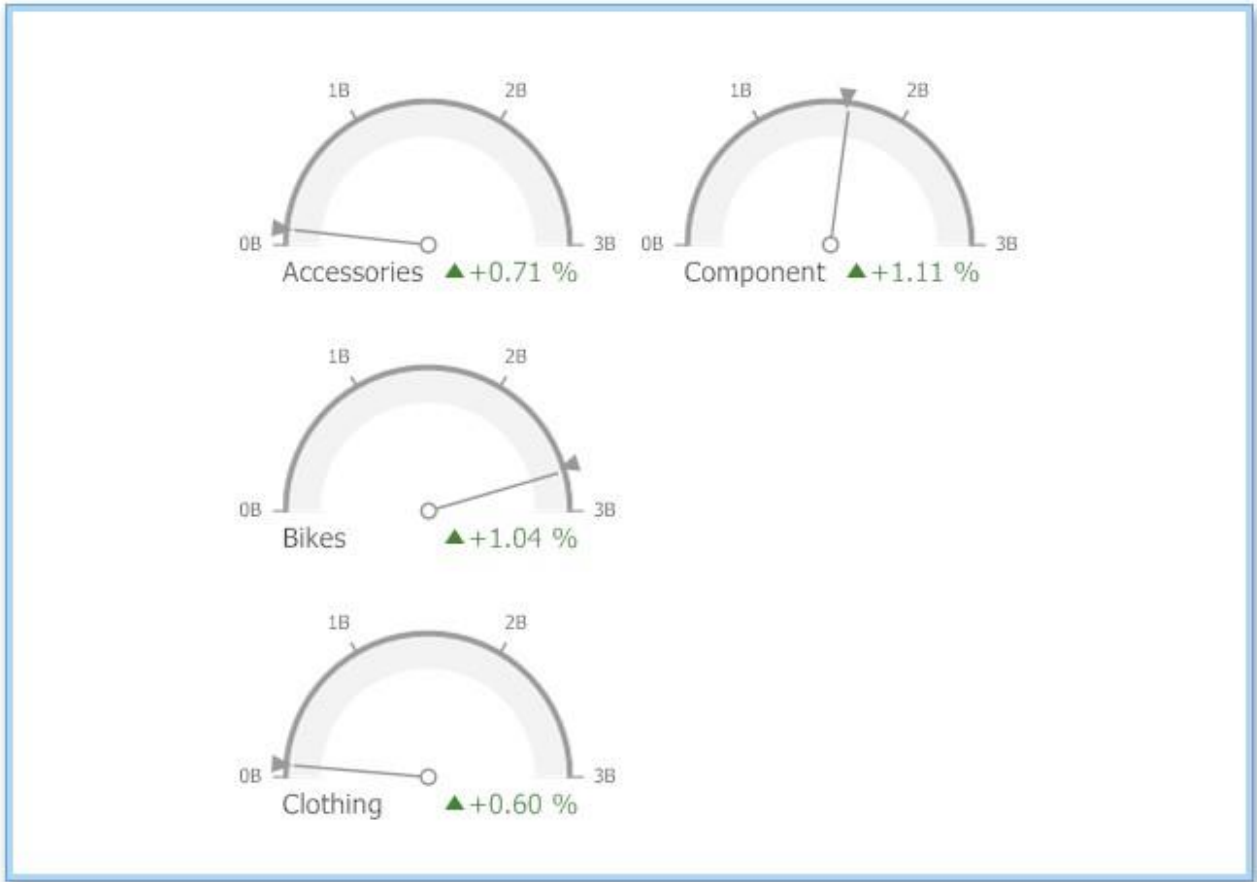 1B 2B
0B 3B
Accessories ▲+0.71 %
1B 2B
0B 3B
Component ▲+1.11 %
1B 2B
0B 3B
Bikes ▲+1.04 %
1B 2B
0B 3B
Clothing ▲+0.60 %